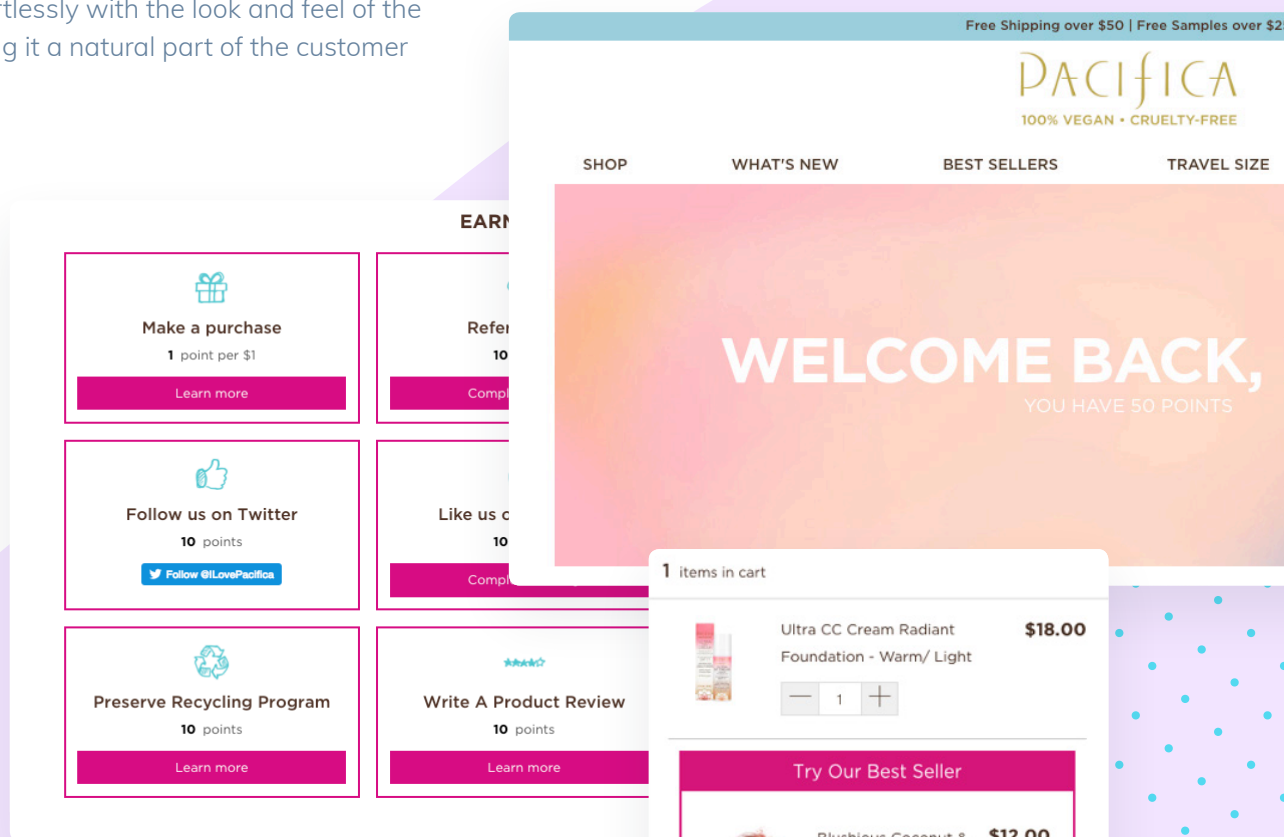 rtlessly with the look and feel of the
g it a natural part of the customer
Free Shipping over $50 | Free Samples over $2
PACIFICA
100% VEGAN • CRUELTY-FREE
SHOP
WHAT'S NEW
BEST SELLERS
TRAVEL SIZE
WELCOME BACK,
YOU HAVE 50 POINTS
EARN
Make a purchase
1 point per $1
Learn more
Refer
10
Compl
Follow us on Twitter
10 points
Follow @ILovePacifica
Like us o
10
Compl
Preserve Recycling Program
10 points
Learn more
Write A Product Review
10 points
Learn more
1 items in cart
Ultra CC Cream Radiant
Foundation - Warm/ Light
$18.00
1
Try Our Best Seller
Blushious Coconut &
$12.00